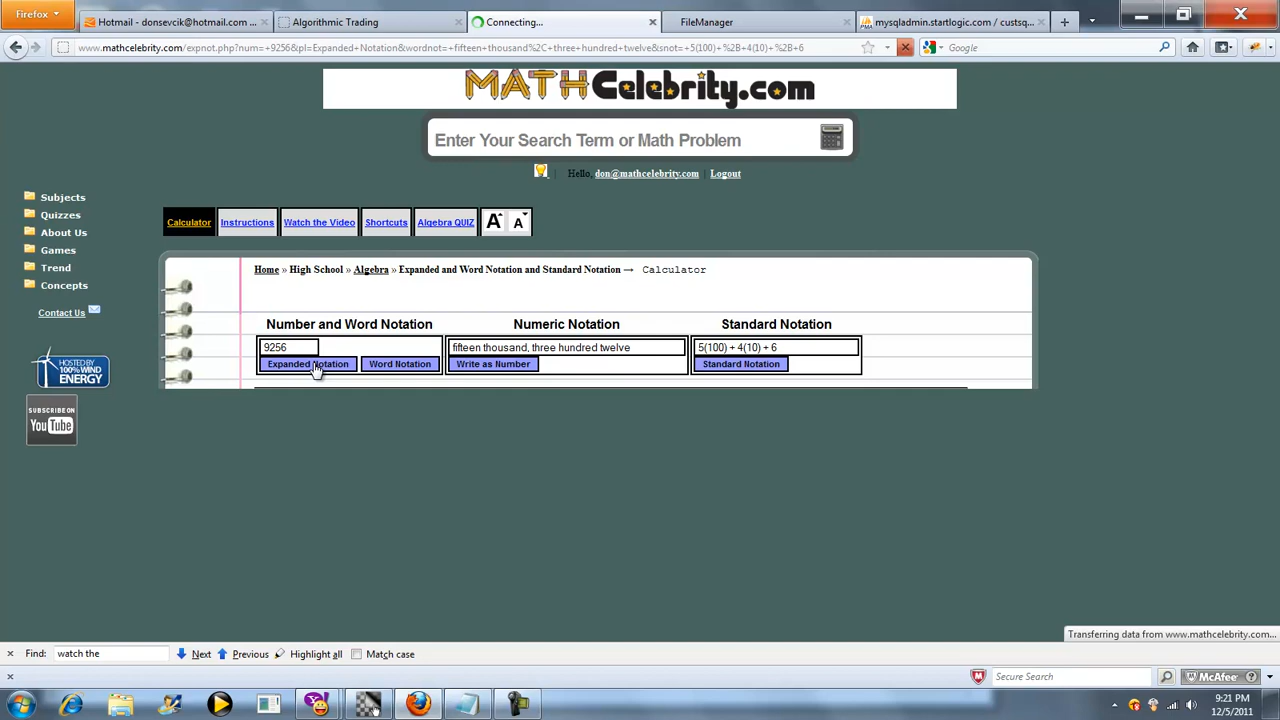 Firefox
Hotmail - donsevcik@hotmail.com ...
Algorithmic Trading
Connecting...
FileManager
mysqladmin.startlogic.com / custsq...
www.mathcelebrity.com/expnot.php?num=+9256&pl=Expanded+Notation&wordnot=+fifteen+thousand%2C+three+hundred+twelve&snot=+5(100)+%2B+4(10)+%2B+6
Google
MATHCelebrity.com
Enter Your Search Term or Math Problem
Hello, don@mathcelebrity.com | Logout
Subjects
Quizzes
About Us
Games
Trend
Concepts
Contact Us
HOSTED BY
100% WIND
ENERGY
SUBSCRIBE ON
YouTube
Calculator
Instructions
Watch the Video
Shortcuts
Algebra QUIZ
A A
Home » High School » Algebra » Expanded and Word Notation and Standard Notation → Calculator
Number and Word Notation
Numeric Notation
Standard Notation
9256
fifteen thousand, three hundred twelve
5(100) + 4(10) + 6
Expanded Notation
Word Notation
Write as Number
Standard Notation
Transferring data from www.mathcelebrity.com...
Find: watch the
Next
Previous
Highlight all
Match case
Secure Search
McAfee
9:21 PM
12/5/2011